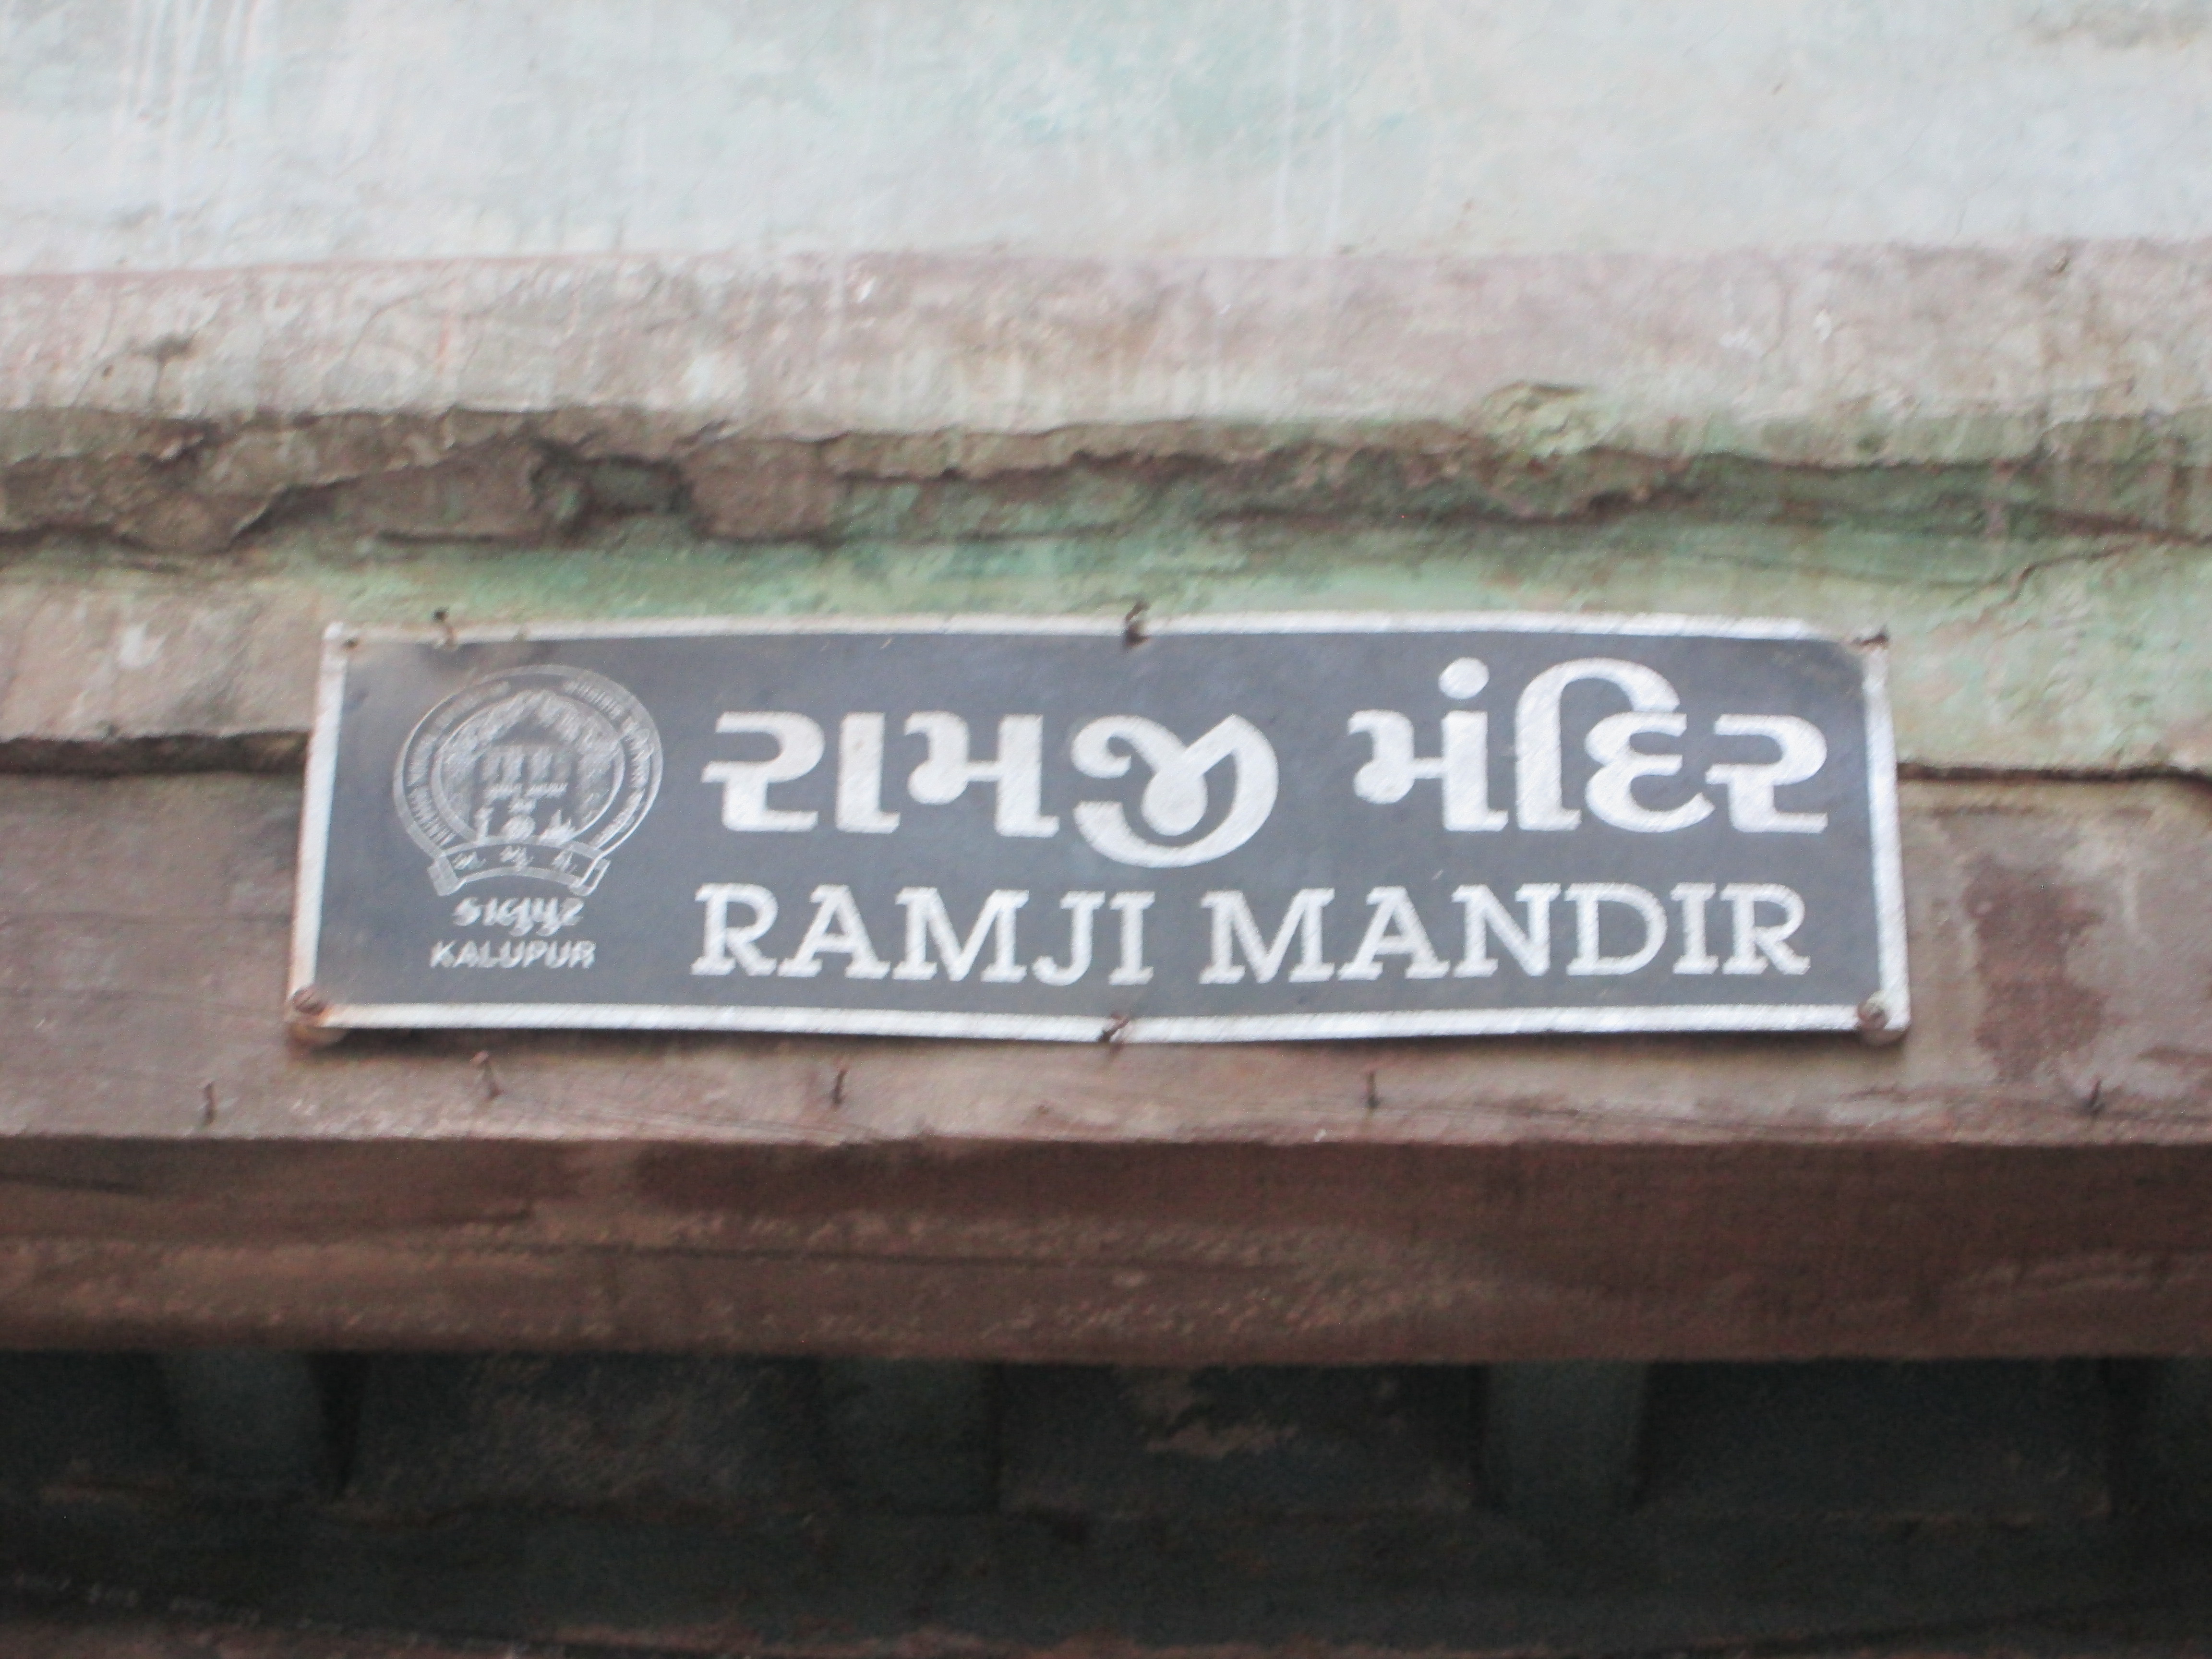 રામજી મંદિર
RAMJI MANDIR
અ. મ્યુ. કો.
કાલુપુર
KALUPUR